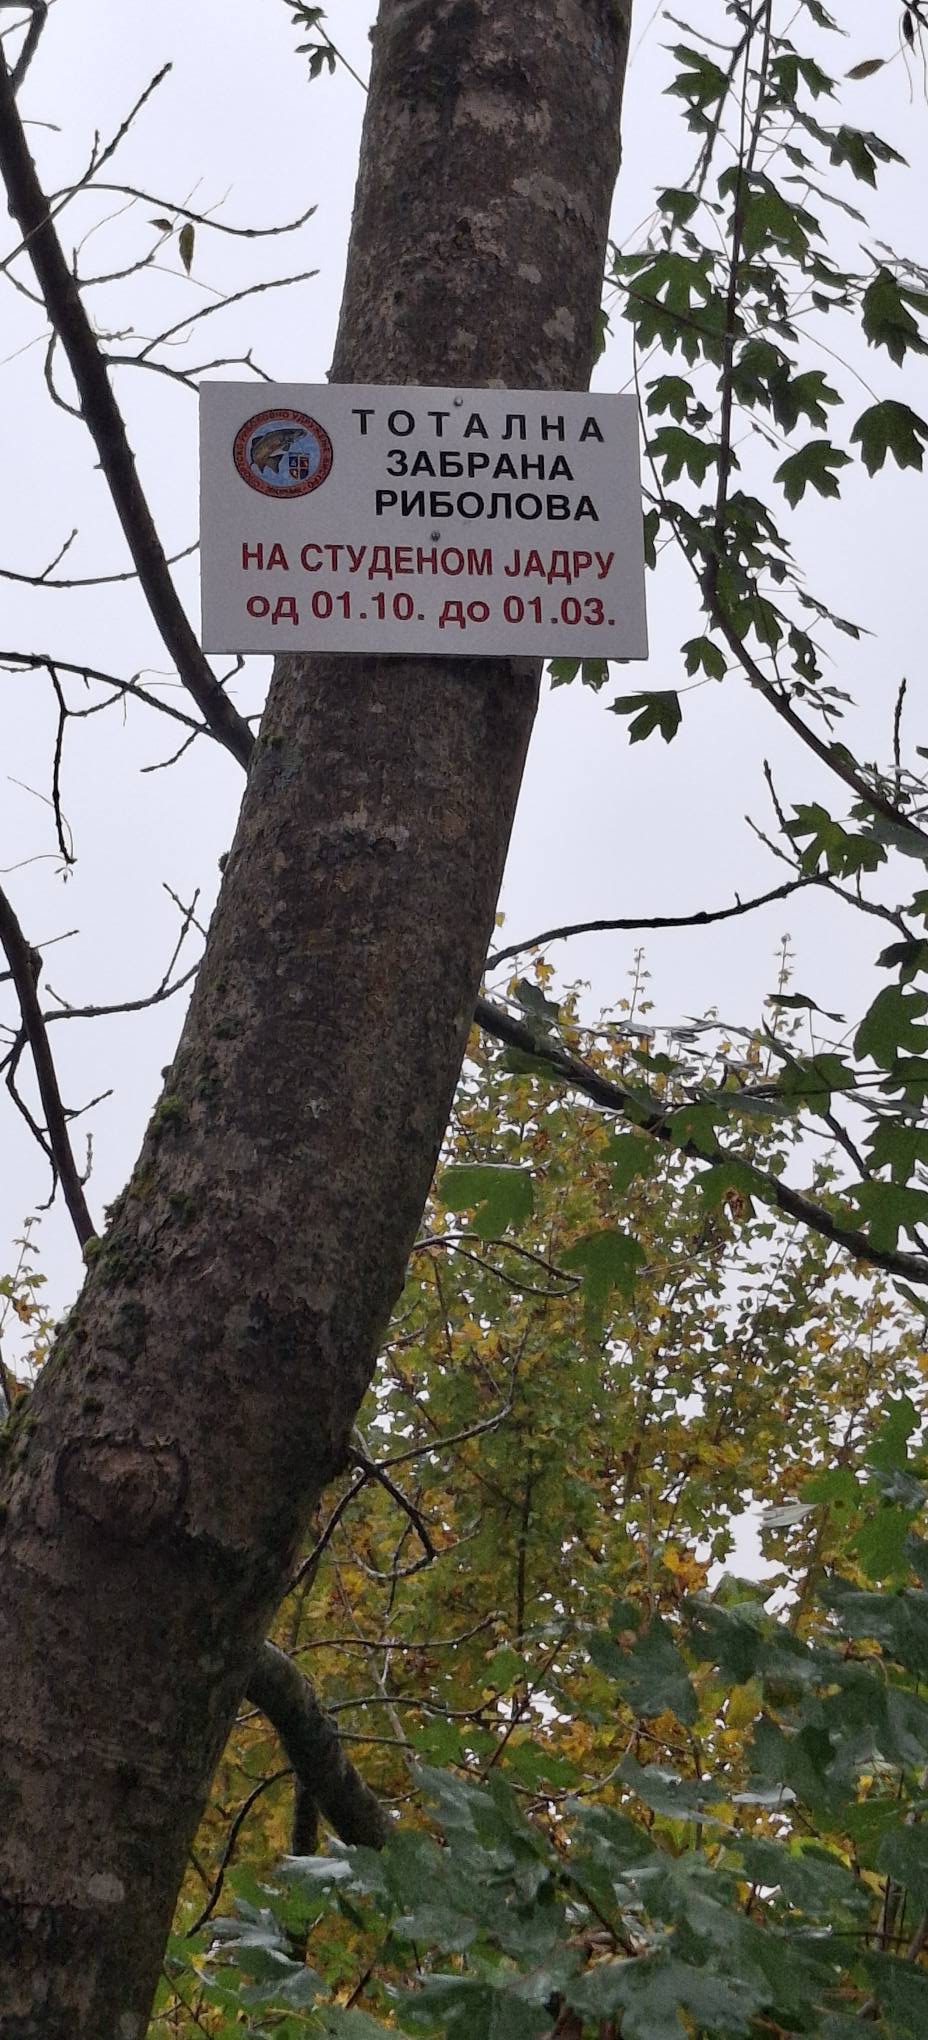 ТОТАЛНА
ЗАБРАНА
РИБОЛОВА
НА СТУДЕНОМ ЈАДРУ
од 01.10. до 01.03.